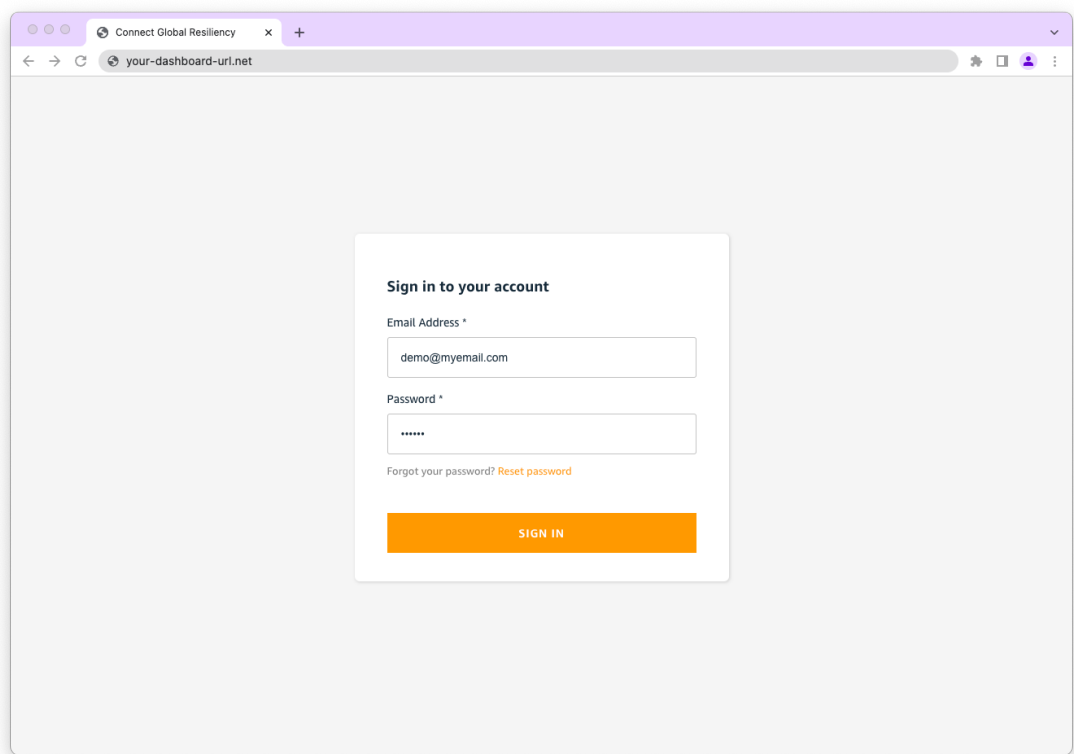 Connect Global Resiliency
your-dashboard-url.net
Sign in to your account
Email Address *
demo@myemail.com
Password *
••••••
Forgot your password? Reset password
SIGN IN